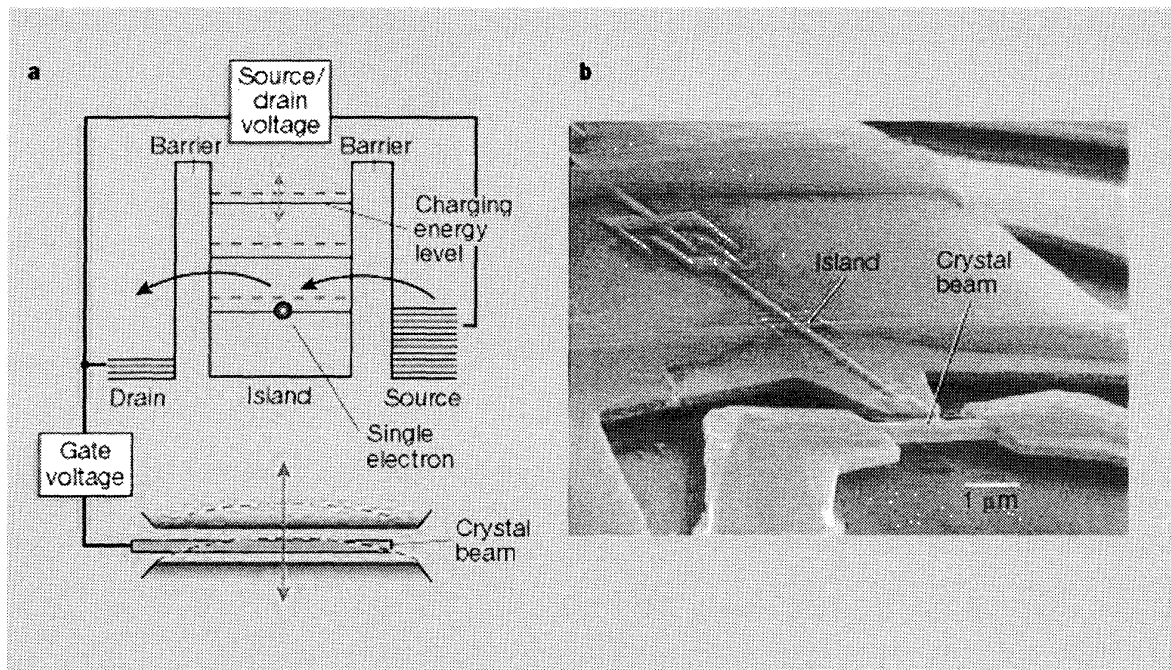 a
Source/
drain
voltage
Barrier
Barrier
Charging
energy
level
Drain
Island
Source
Single
electron
Gate
voltage
Crystal
beam
b
Island
Crystal
beam
1 µm